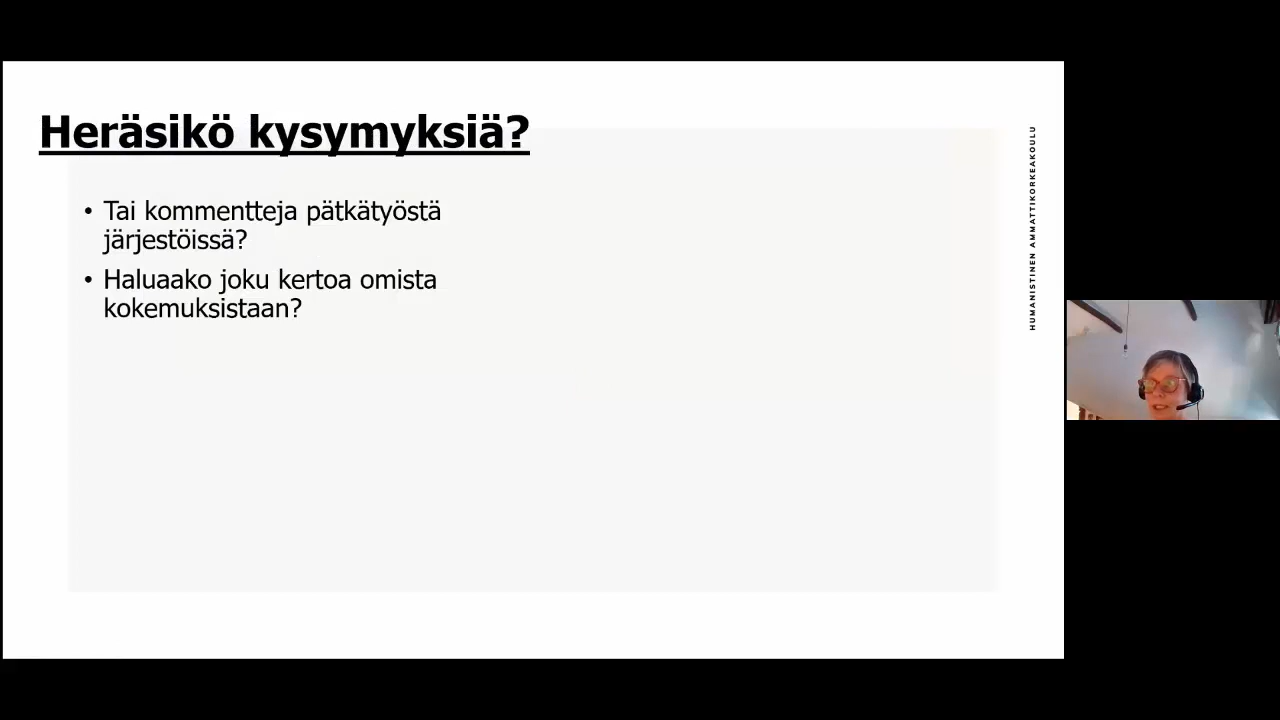 Heräsikö kysymyksiä?
• Tai kommentteja pätkätyöstä
järjestöissä?
• Haluaako joku kertoa omista
kokemuksistaan?
HUMANISTINEN AMMATTIKORKEAKOULU